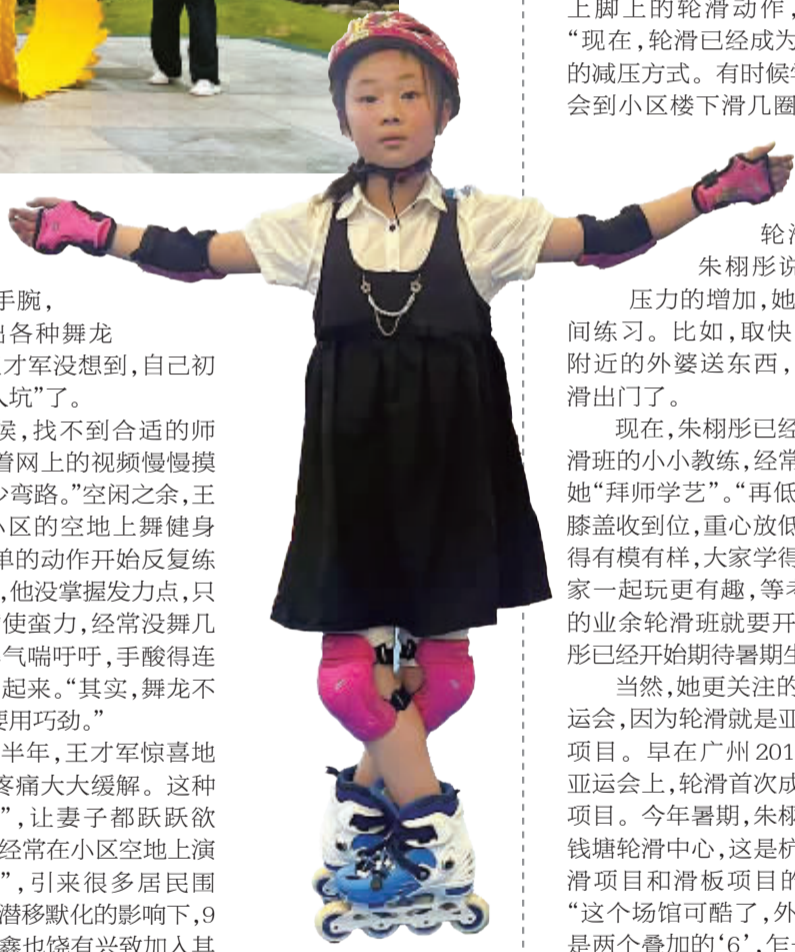 手腕，
出各种舞龙
才军没想到，自己初
入坑”了。
候，找不到合适的师
着网上的视频慢慢摸
少弯路。”空闲之余，王
小区的空地上舞健身
单的动作开始反复练
，他没掌握发力点，只
使蛮力，经常没舞几
气喘吁吁，手酸得连
起来。“其实，舞龙不
要用巧劲。”
半年，王才军惊喜地
疼痛大大缓解。这种
”，让妻子都跃跃欲
经常在小区空地上演
”，引来很多居民围
潜移默化的影响下，9
鑫也饶有兴致加入其
上脚上的轮滑动作，
“现在，轮滑已经成为
的减压方式。有时候学
会到小区楼下滑几圈
轮滑
朱栩彤说
压力的增加，她
间练习。比如，取快
附近的外婆送东西，
滑出门了。
现在，朱栩彤已经
滑班的小小教练，经常
她“拜师学艺”。“再低
膝盖收到位，重心放低
得有模有样，大家学得
家一起玩更有趣，等考
的业余轮滑班就要开
彤已经开始期待暑期生
当然，她更关注的
运会，因为轮滑就是亚
项目。早在广州201
亚运会上，轮滑首次成
项目。今年暑期，朱栩
钱塘轮滑中心，这是杭
滑项目和滑板项目的
“这个场馆可酷了，外
是两个叠加的‘6’，乍一